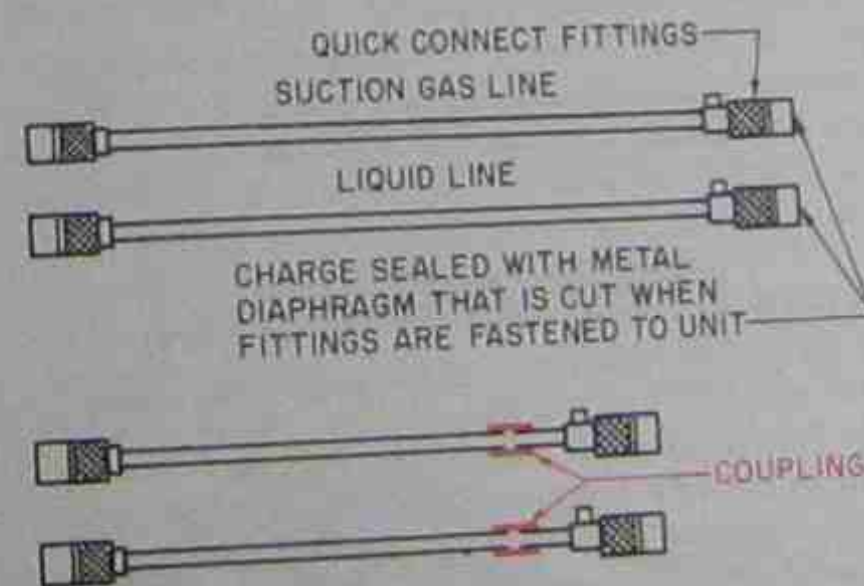 QUICK CONNECT FITTINGS
SUCTION GAS LINE
LIQUID LINE
CHARGE SEALED WITH METAL
DIAPHRAGM THAT IS CUT WHEN
FITTINGS ARE FASTENED TO UNIT
COUPLING